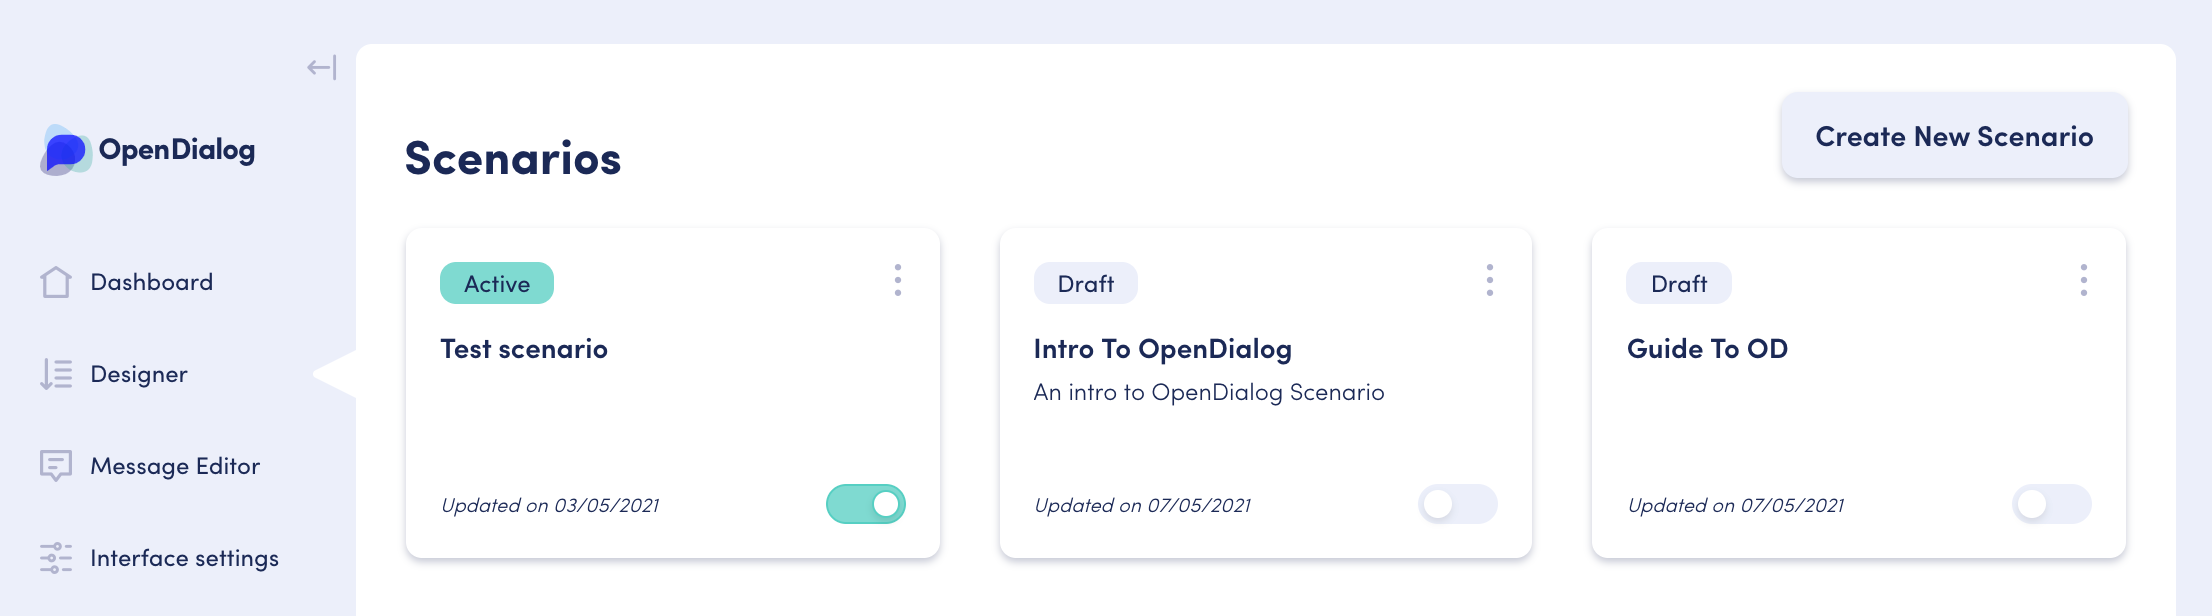 OpenDialog
Dashboard
Designer
Message Editor
Interface settings
Scenarios
Create New Scenario
Active
Test scenario
Updated on 03/05/2021
Draft
Intro To OpenDialog
An intro to OpenDialog Scenario
Updated on 07/05/2021
Draft
Guide To OD
Updated on 07/05/2021